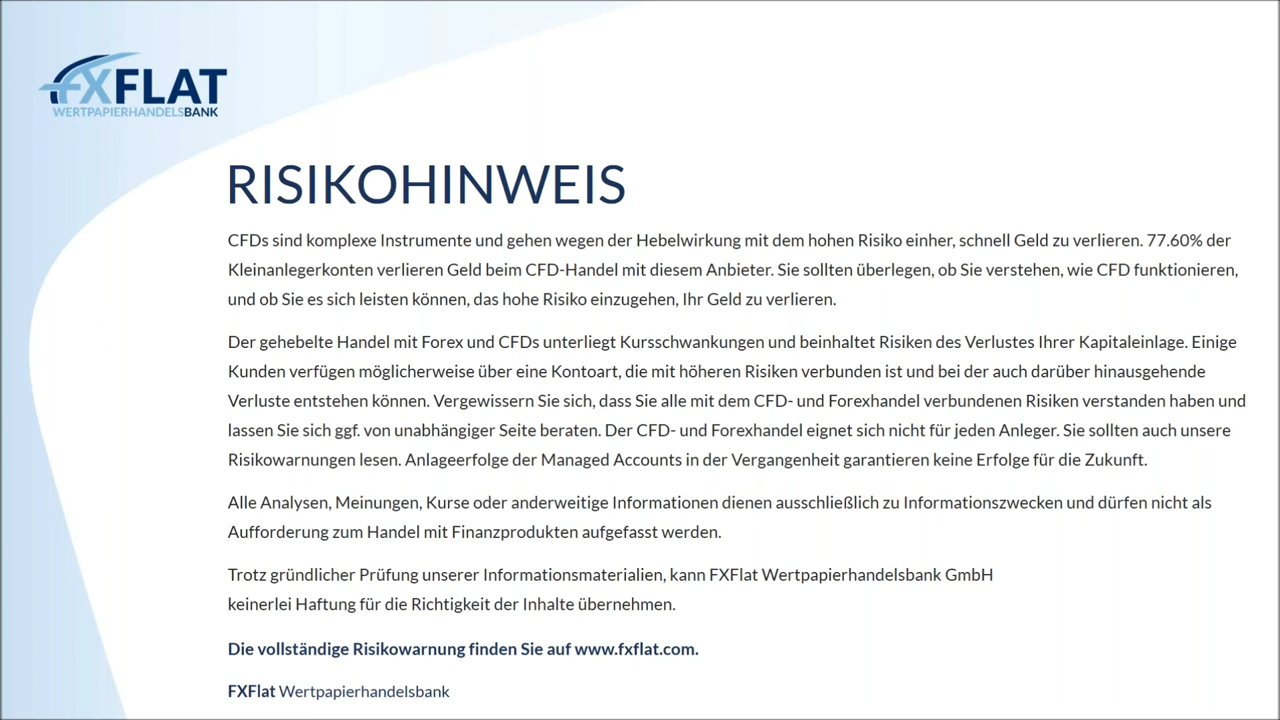 FXFLAT
WERTPAPIERHANDELSBANK
RISIKOHINWEIS
CFDs sind komplexe Instrumente und gehen wegen der Hebelwirkung mit dem hohen Risiko einher, schnell Geld zu verlieren. 77.60% der
Kleinanlegerkonten verlieren Geld beim CFD-Handel mit diesem Anbieter. Sie sollten überlegen, ob Sie verstehen, wie CFD funktionieren,
und ob Sie es sich leisten können, das hohe Risiko einzugehen, Ihr Geld zu verlieren.
Der gehebelte Handel mit Forex und CFDs unterliegt Kursschwankungen und beinhaltet Risiken des Verlustes Ihrer Kapitaleinlage. Einige
Kunden verfügen möglicherweise über eine Kontoart, die mit höheren Risiken verbunden ist und bei der auch darüber hinausgehende
Verluste entstehen können. Vergewissern Sie sich, dass Sie alle mit dem CFD- und Forexhandel verbundenen Risiken verstanden haben und
lassen Sie sich ggf. von unabhängiger Seite beraten. Der CFD- und Forexhandel eignet sich nicht für jeden Anleger. Sie sollten auch unsere
Risikowarnungen lesen. Anlageerfolge der Managed Accounts in der Vergangenheit garantieren keine Erfolge für die Zukunft.
Alle Analysen, Meinungen, Kurse oder anderweitige Informationen dienen ausschließlich zu Informationszwecken und dürfen nicht als
Aufforderung zum Handel mit Finanzprodukten aufgefasst werden.
Trotz gründlicher Prüfung unserer Informationsmaterialien, kann FXFlat Wertpapierhandelsbank GmbH
keinerlei Haftung für die Richtigkeit der Inhalte übernehmen.
Die vollständige Risikowarnung finden Sie auf www.fxflat.com.
FXFlat Wertpapierhandelsbank